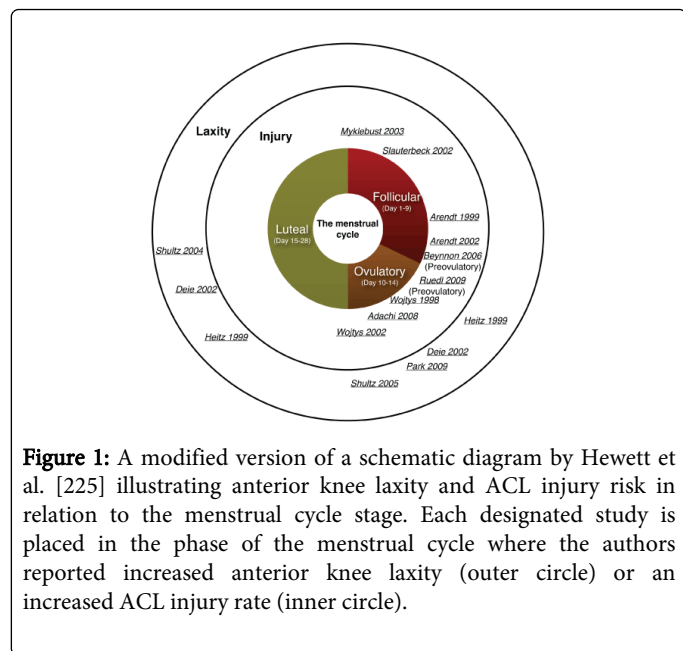 Laxity
Injury
Myklebust 2003
Slauterbeck 2002
Follicular
(Day 1-9)
Arendt 1999
The menstrual
cycle
Luteal
(Day 15-28)
Arendt 2002
Beynnon 2006
(Preovulatory)
Shultz 2004
Ovulatory
(Day 10-14)
Ruedl 2009
(Preovulatory)
Deie 2002
Wojtys 1998
Adachi 2008
Heitz 1999
Heitz 1999
Wojtys 2002
Deie 2002
Park 2009
Shultz 2005
Figure 1: A modified version of a schematic diagram by Hewett et
al. [225] illustrating anterior knee laxity and ACL injury risk in
relation to the menstrual cycle stage. Each designated study is
placed in the phase of the menstrual cycle where the authors
reported increased anterior knee laxity (outer circle) or an
increased ACL injury rate (inner circle).